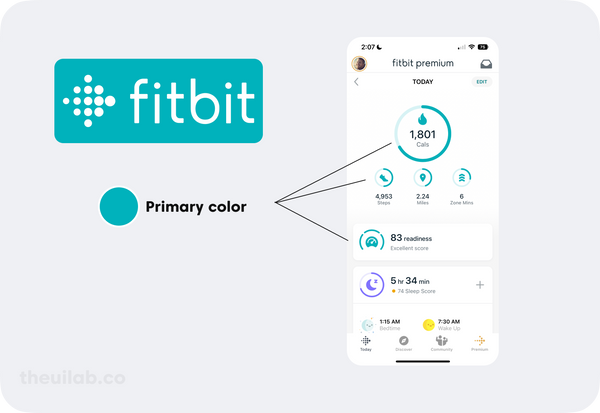 fitbit
Primary color
2:07
75
fitbit premium
TODAY
EDIT
1,801
Cals
4,953
Steps
2.24
Miles
6
Zone Mins
83 readiness
Excellent score
5 hr 34 min
74 Sleep Score
1:15 AM
Bedtime
7:30 AM
Wake Up
Today
Discover
Community
Premium
theuilab.co